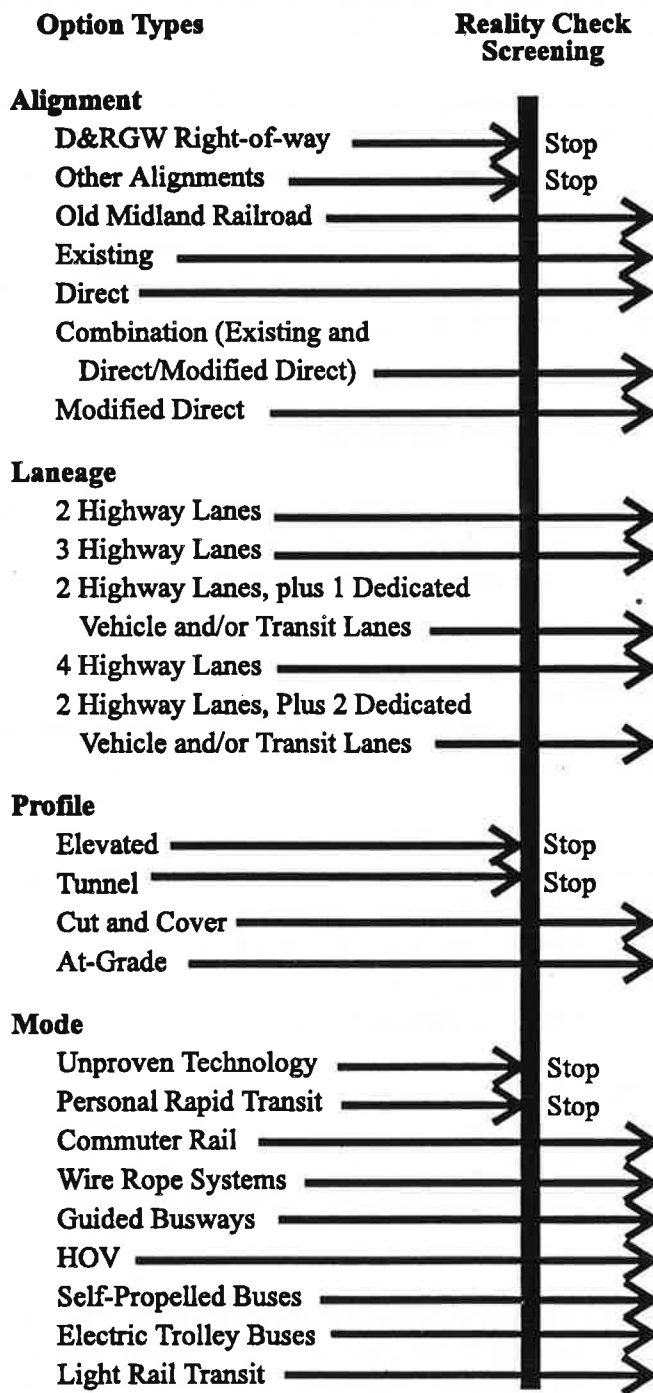 Option Types
Reality Check
Screening
Alignment
D&RGW Right-of-way
Stop
Other Alignments
Stop
Old Midland Railroad
Existing
Direct
Combination (Existing and
Direct/Modified Direct)
Modified Direct
Laneage
2 Highway Lanes
3 Highway Lanes
2 Highway Lanes, plus 1 Dedicated
Vehicle and/or Transit Lanes
4 Highway Lanes
2 Highway Lanes, Plus 2 Dedicated
Vehicle and/or Transit Lanes
Profile
Elevated
Stop
Tunnel
Stop
Cut and Cover
At-Grade
Mode
Unproven Technology
Stop
Personal Rapid Transit
Stop
Commuter Rail
Wire Rope Systems
Guided Busways
HOV
Self-Propelled Buses
Electric Trolley Buses
Light Rail Transit